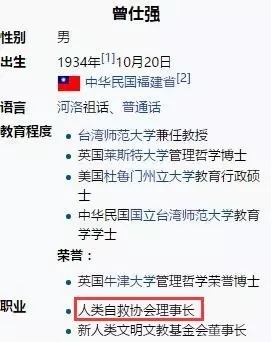 曾仕强
性别 男
出生 1934年[1]10月20日
中华民国福建省[2]
语言 河洛祖话、普通话
教育程度
台湾师范大学兼任教授
英国莱斯特大学管理哲学博士
美国杜鲁门州立大学教育行政硕
士
中华民国国立台湾师范大学教育
学学士
荣誉：
英国牛津大学管理哲学荣誉博士
职业
人类自救协会理事长
新人类文明文教基金会董事长